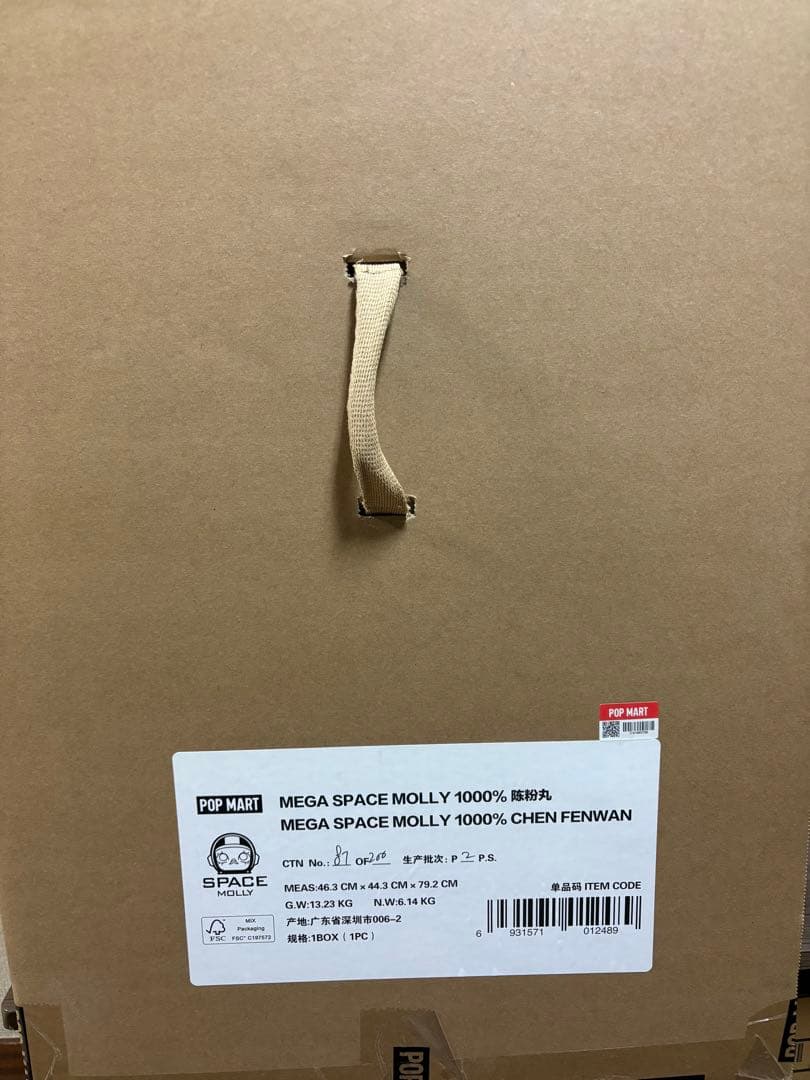 POP MART
POP MART
MEGA SPACE MOLLY 1000% 陈粉丸
MEGA SPACE MOLLY 1000% CHEN FENWAN
SPACE
MOLLY
CTN No.: 87 OF 200 生产批次: P 2 P.S.
MEAS:46.3 CM × 44.3 CM × 79.2 CM
G.W:13.23 KG N.W:6.14 KG
产地:广东省深圳市006-2
规格:1BOX（1PC）
FSC
MIX
Packaging
FSC® C197573
单品码 ITEM CODE
6 931571 012489
POP